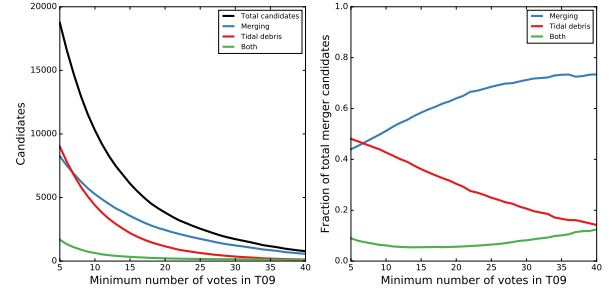 20000
15000
10000
5000
0
Candidates
5 10 15 20 25 30 35 40
Minimum number of votes in T09
Total candidates
Merging
Tidal debris
Both
1.0
0.8
0.6
0.4
0.2
0.0
Fraction of total merger candidates
5 10 15 20 25 30 35 40
Minimum number of votes in T09
Merging
Tidal debris
Both